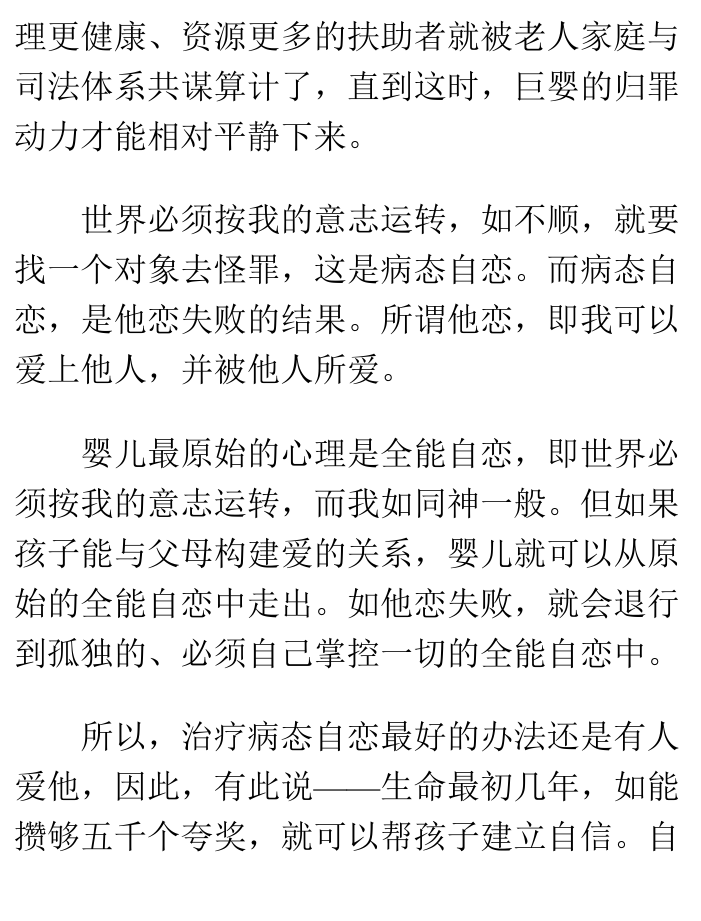 理更健康、资源更多的扶助者就被老人家庭与
司法体系共谋算计了，直到这时，巨婴的归罪
动力才能相对平静下来。
世界必须按我的意志运转，如不顺，就要
找一个对象去怪罪，这是病态自恋。而病态自
恋，是他恋失败的结果。所谓他恋，即我可以
爱上他人，并被他人所爱。
婴儿最原始的心理是全能自恋，即世界必
须按我的意志运转，而我如同神一般。但如果
孩子能与父母构建爱的关系，婴儿就可以从原
始的全能自恋中走出。如他恋失败，就会退行
到孤独的、必须自己掌控一切的全能自恋中。
所以，治疗病态自恋最好的办法还是有人
爱他，因此，有此说——生命最初几年，如能
攒够五千个夸奖，就可以帮孩子建立自信。自